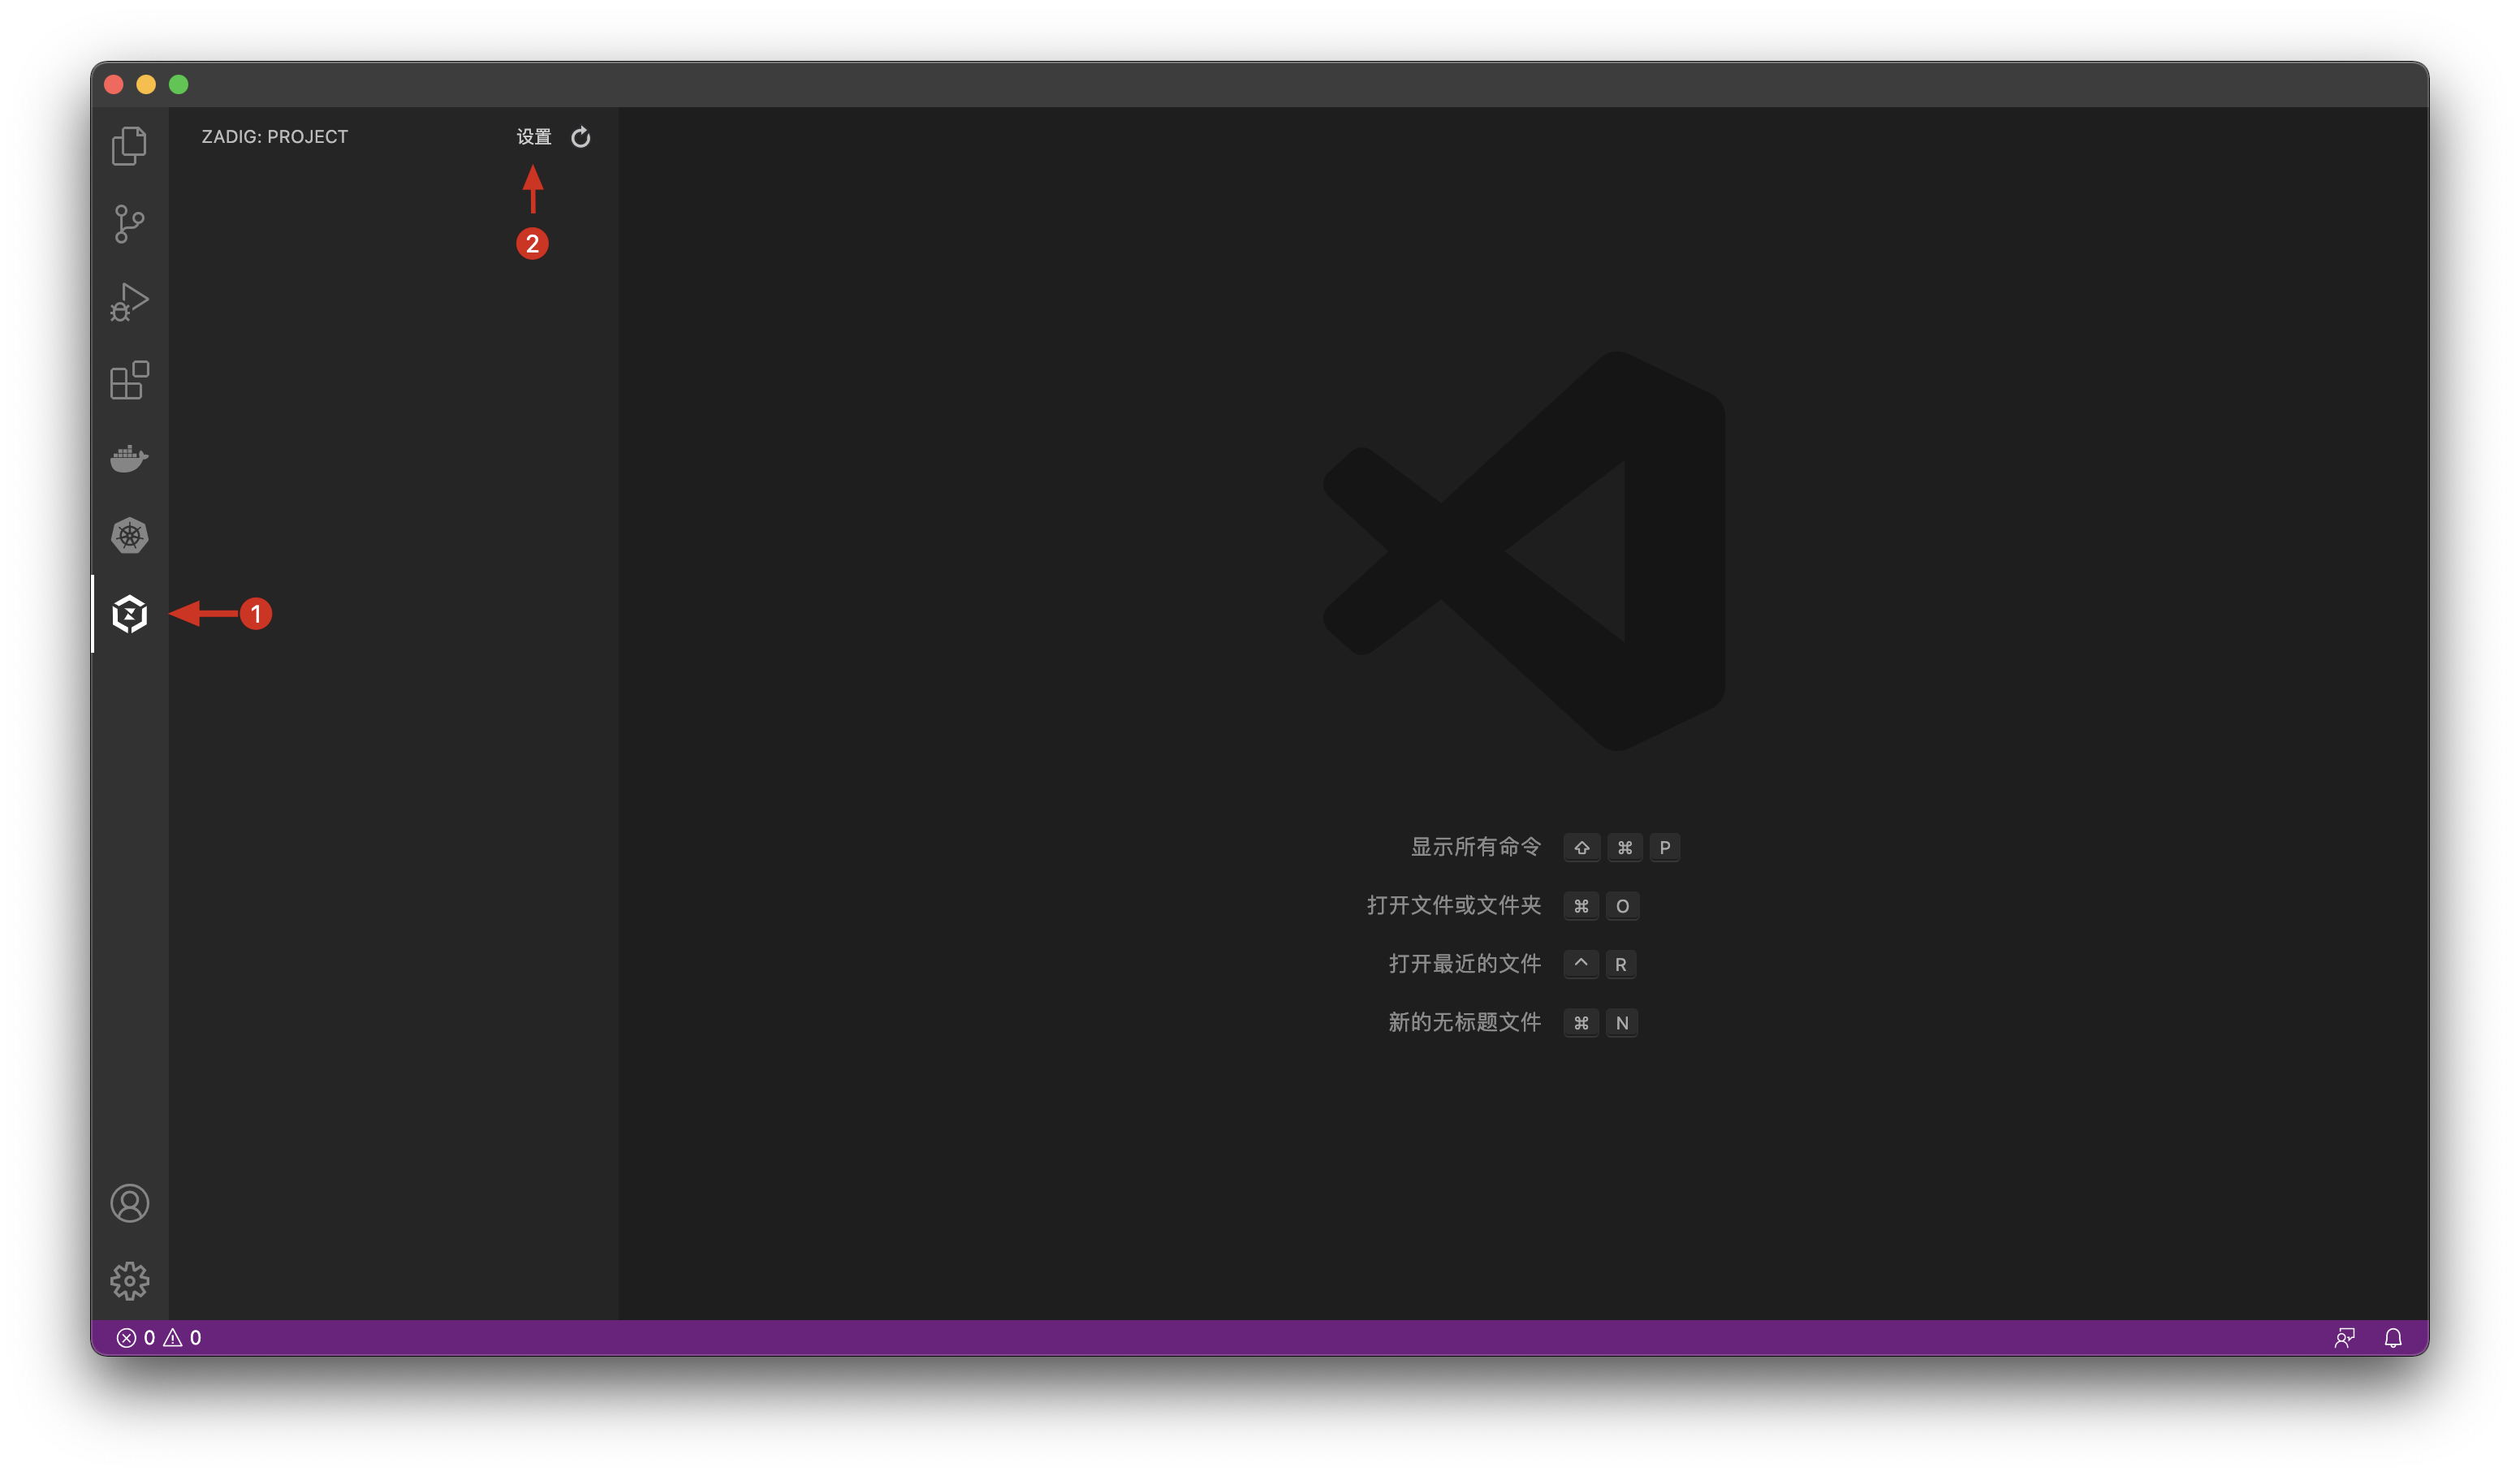 ZADIG: PROJECT 设置
2
1
显示所有命令 ⇧ ⌘ P
打开文件或文件夹 ⌘ O
打开最近的文件 ^ R
新的无标题文件 ⌘ N
0 0